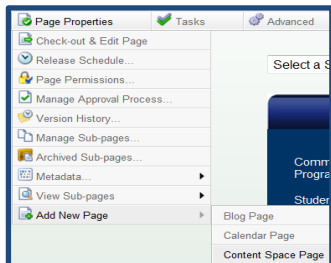 Page Properties Tasks Advanced
Check-out & Edit Page
Release Schedule...
Select a S
Page Permissions...
Manage Approval Process...
Version History...
Manage Sub-pages...
Archived Sub-pages...
Comm
Metadata...
Progra
View Sub-pages
Studen
Add New Page
Blog Page
Calendar Page
Content Space Page